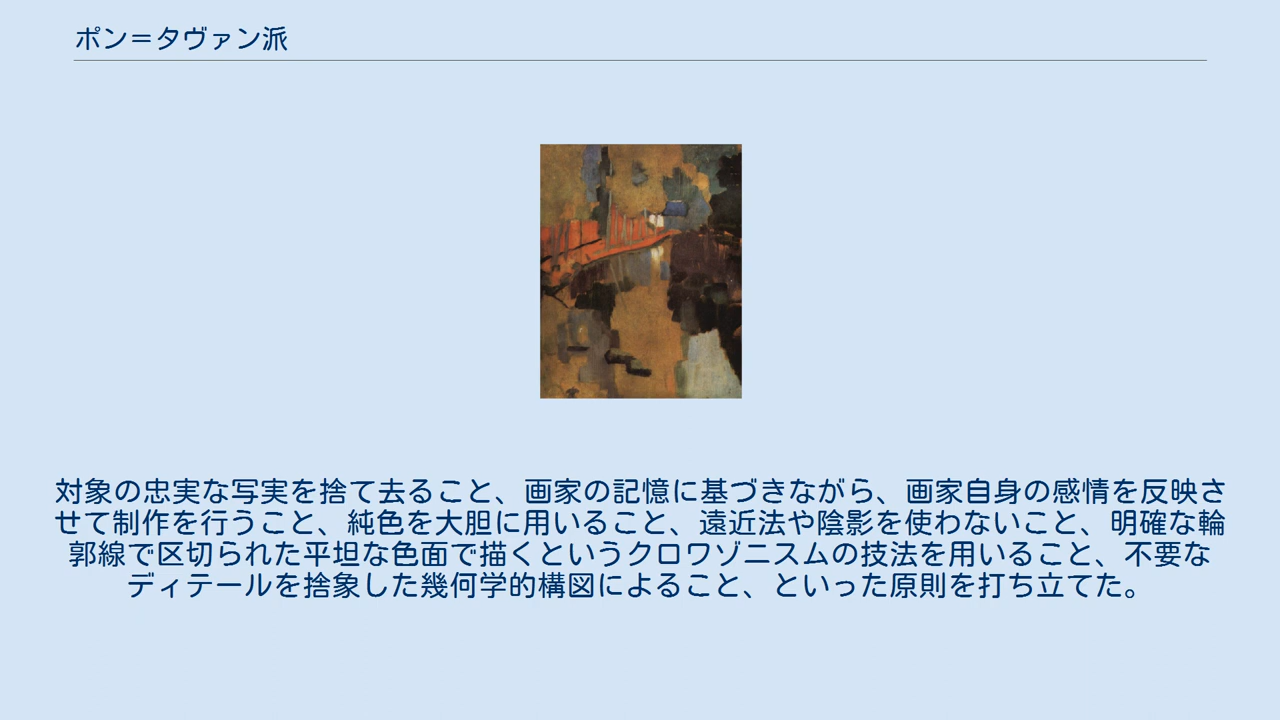 ポン＝タヴァン派
対象の忠実な写実を捨て去ること、画家の記憶に基づきながら、画家自身の感情を反映さ
せて制作を行うこと、純色を大胆に用いること、遠近法や陰影を使わないこと、明確な輪
郭線で区切られた平坦な色面で描くというクロワゾニスムの技法を用いること、不要な
ディテールを捨象した幾何学的構図によること、といった原則を打ち立てた。